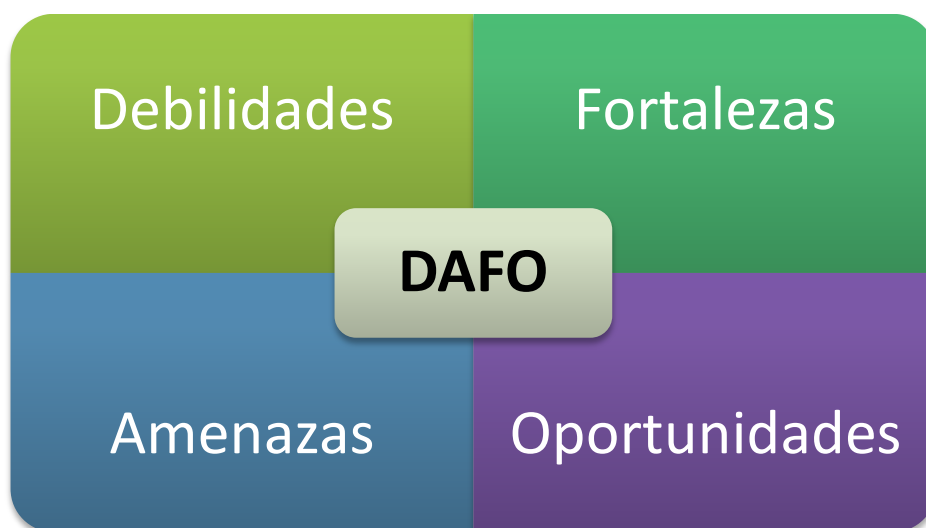 Debilidades
Fortalezas
DAFO
Amenazas
Oportunidades